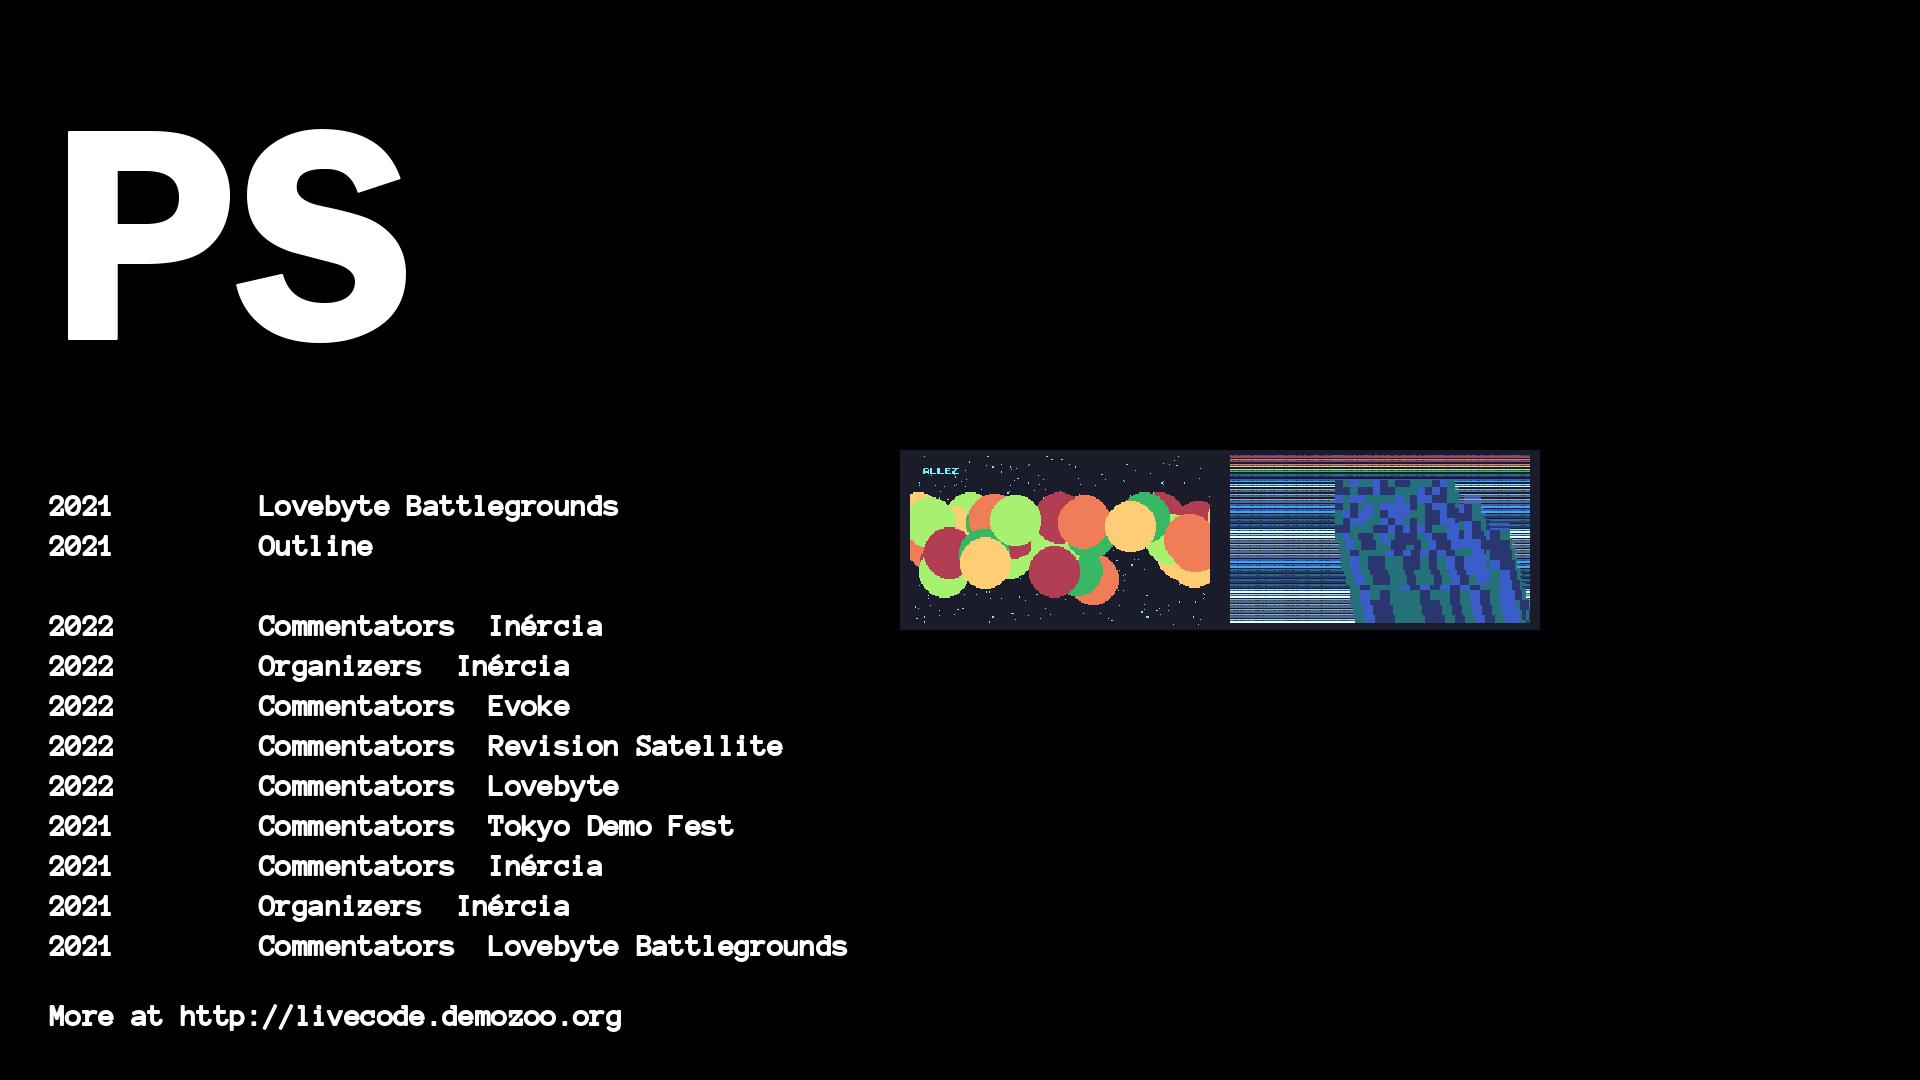 PS
2021 Lovebyte Battlegrounds
2021 Outline
ALLEZ
2022 Commentators Inércia
2022 Organizers Inércia
2022 Commentators Evoke
2022 Commentators Revision Satellite
2022 Commentators Lovebyte
2021 Commentators Tokyo Demo Fest
2021 Commentators Inércia
2021 Organizers Inércia
2021 Commentators Lovebyte Battlegrounds
More at http://livecode.demozoo.org